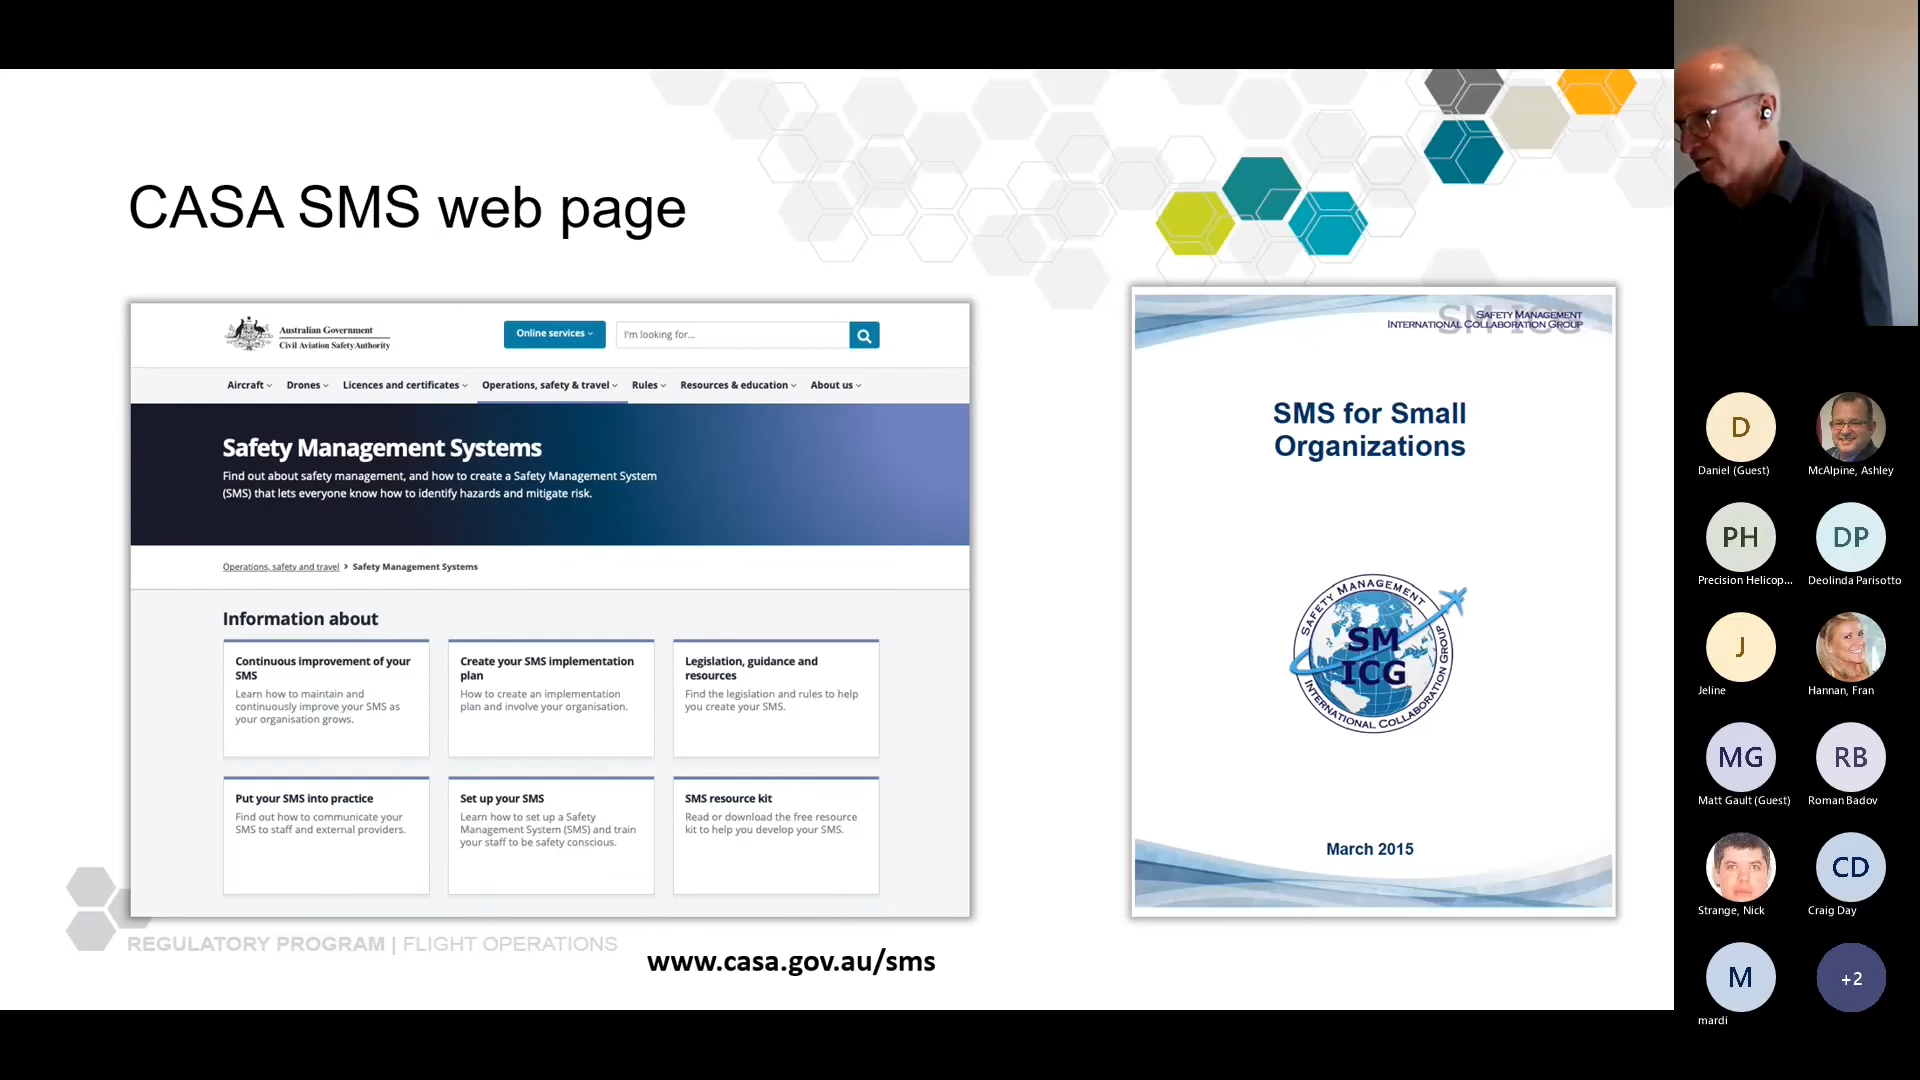 CASA SMS web page
Australian Government
Civil Aviation Safety Authority
Online services
I'm looking for...
Aircraft
Drones
Licences and certificates
Operations, safety & travel
Rules
Resources & education
About us
Safety Management Systems
Find out about safety management, and how to create a Safety Management System
(SMS) that lets everyone know how to identify hazards and mitigate risk.
Operations, safety and travel > Safety Management Systems
Information about
Continuous improvement of your
SMS
Learn how to maintain and
continuously improve your SMS as
your organisation grows.
Create your SMS implementation
plan
How to create an implementation
plan and involve your organisation.
Legislation, guidance and
resources
Find the legislation and rules to help
you create your SMS.
Put your SMS into practice
Find out how to communicate your
SMS to staff and external providers.
Set up your SMS
Learn how to set up a Safety
Management System (SMS) and train
your staff to be safety conscious.
SMS resource kit
Read or download the free resource
kit to help you develop your SMS.
REGULATORY PROGRAM | FLIGHT OPERATIONS
www.casa.gov.au/sms
SM ICG
SAFETY MANAGEMENT
INTERNATIONAL COLLABORATION GROUP
SMS for Small
Organizations
SAFETY MANAGEMENT
SM
ICG
INTERNATIONAL COLLABORATION GROUP
March 2015
D
Daniel (Guest)
McAlpine, Ashley
PH
Precision Helicop...
DP
Deolinda Parisotto
J
Jeline
Hannan, Fran
MG
Matt Gault (Guest)
RB
Roman Badov
Strange, Nick
CD
Craig Day
M
mardi
+2